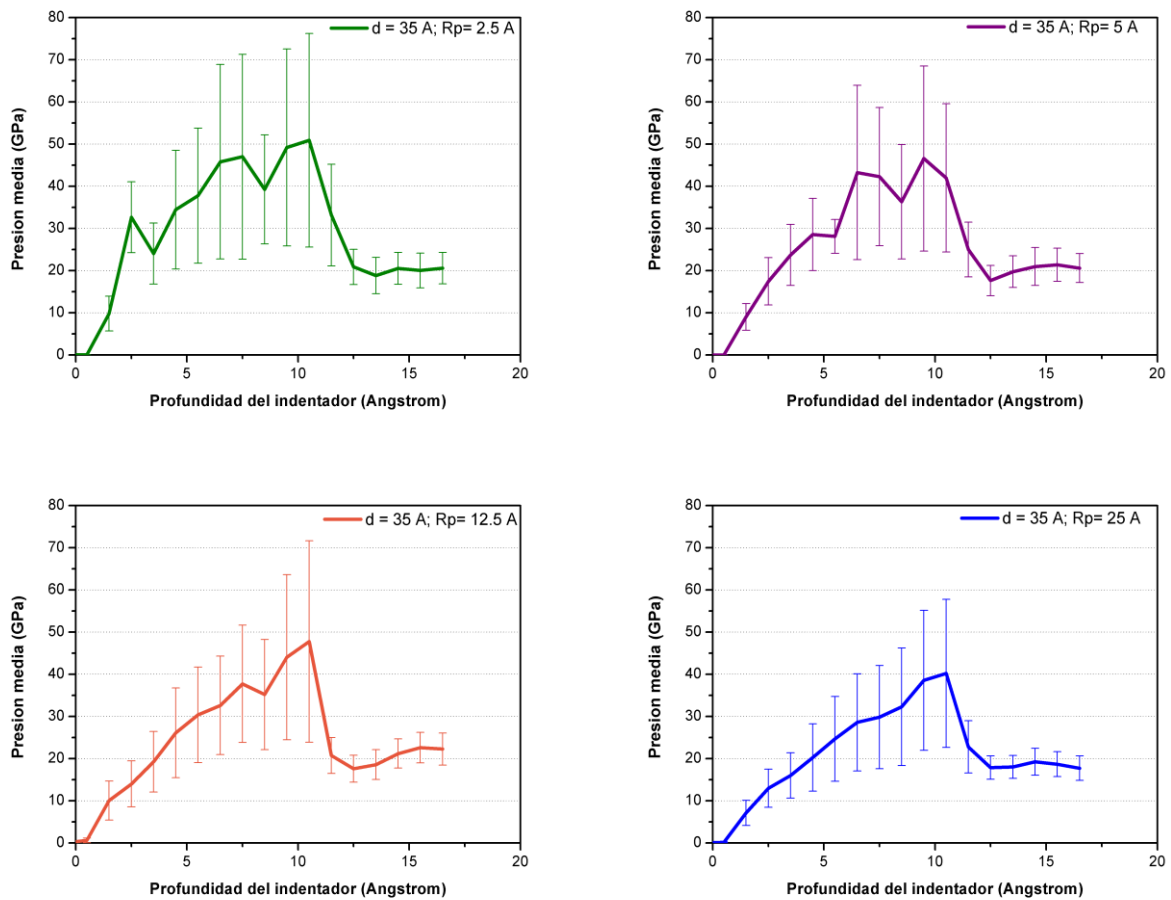 d = 35 A; Rp= 2.5 A
Presion media (GPa)
80
70
60
50
40
30
20
10
0
0 5 10 15 20
Profundidad del indentador (Angstrom)
d = 35 A; Rp= 5 A
Presion media (GPa)
80
70
60
50
40
30
20
10
0
0 5 10 15 20
Profundidad del indentador (Angstrom)
d = 35 A; Rp= 12.5 A
Presion media (GPa)
80
70
60
50
40
30
20
10
0
0 5 10 15 20
Profundidad del indentador (Angstrom)
d = 35 A; Rp= 25 A
Presion media (GPa)
80
70
60
50
40
30
20
10
0
0 5 10 15 20
Profundidad del indentador (Angstrom)